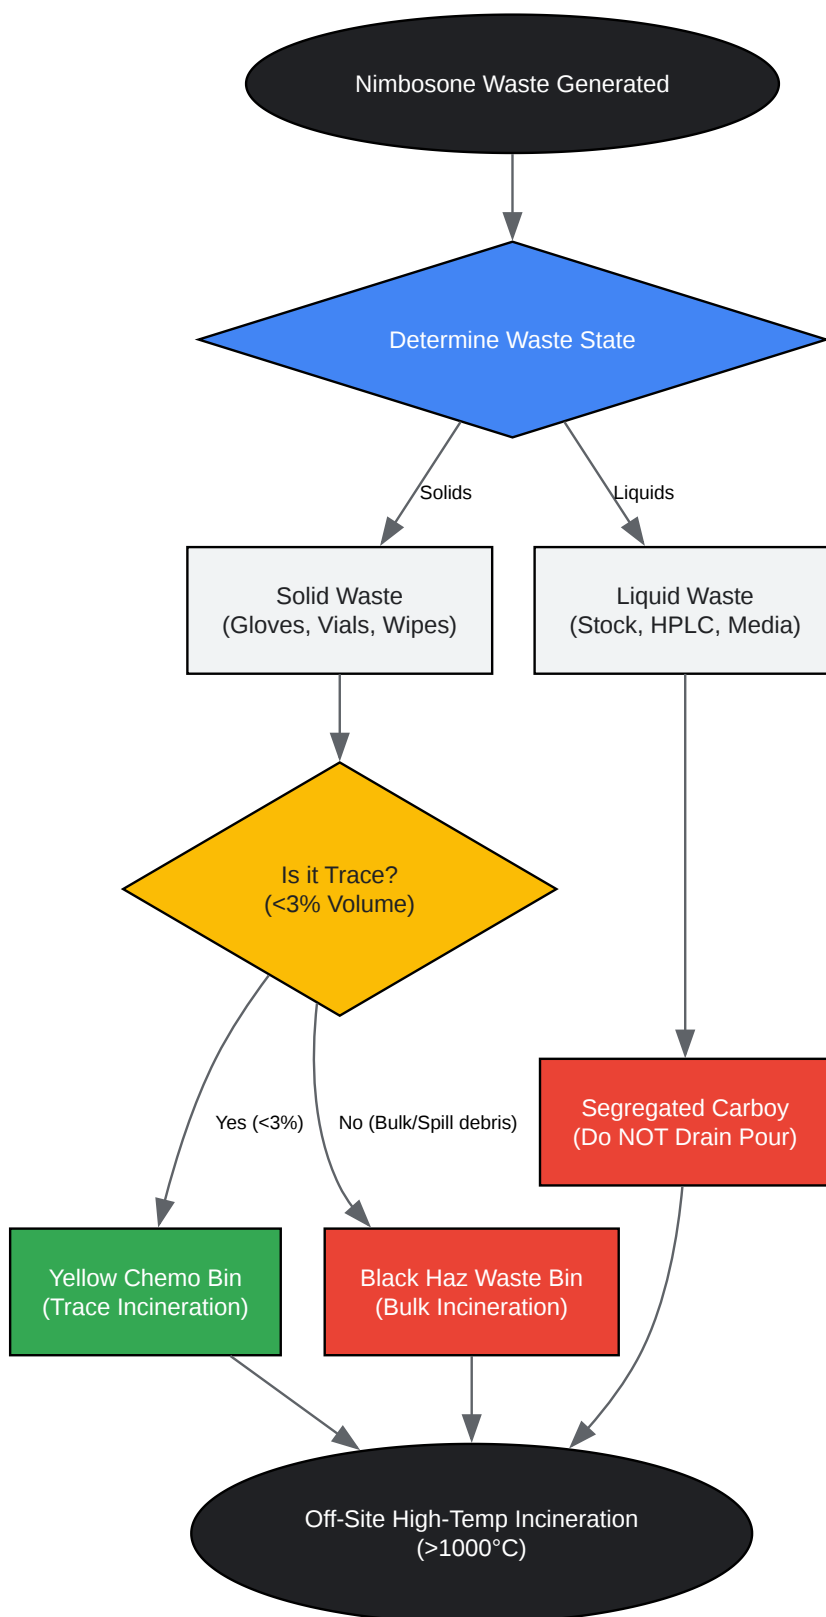 Nimbosone Waste Generated
Determine Waste State
Solids
Liquids
Solid Waste
(Gloves, Vials, Wipes)
Liquid Waste
(Stock, HPLC, Media)
Is it Trace?
(<3% Volume)
Yes (<3%)
No (Bulk/Spill debris)
Segregated Carboy
(Do NOT Drain Pour)
Yellow Chemo Bin
(Trace Incineration)
Black Haz Waste Bin
(Bulk Incineration)
Off-Site High-Temp Incineration
(>1000°C)